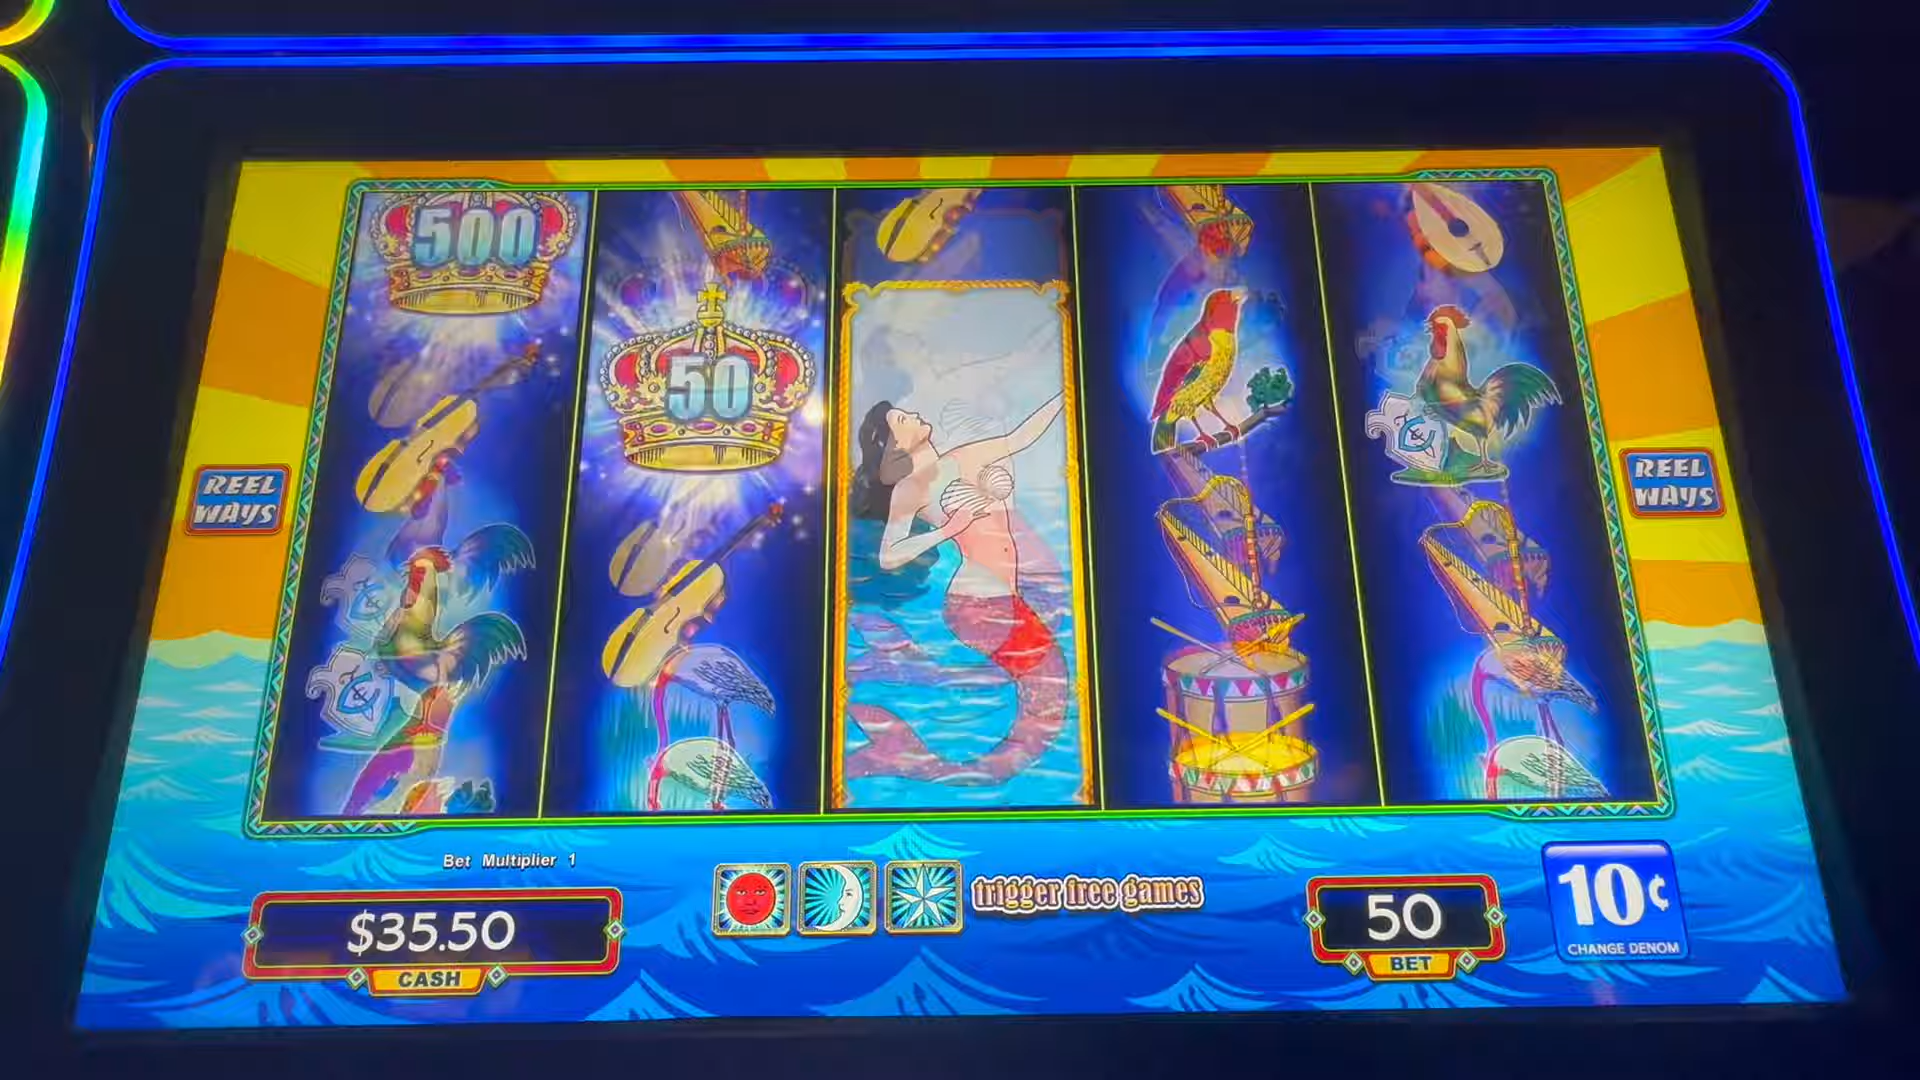 500
50
REEL
WAYS
REEL
WAYS
Bet Multiplier 1
$35.50
CASH
trigger free games
50
BET
10¢
CHANGE DENOM